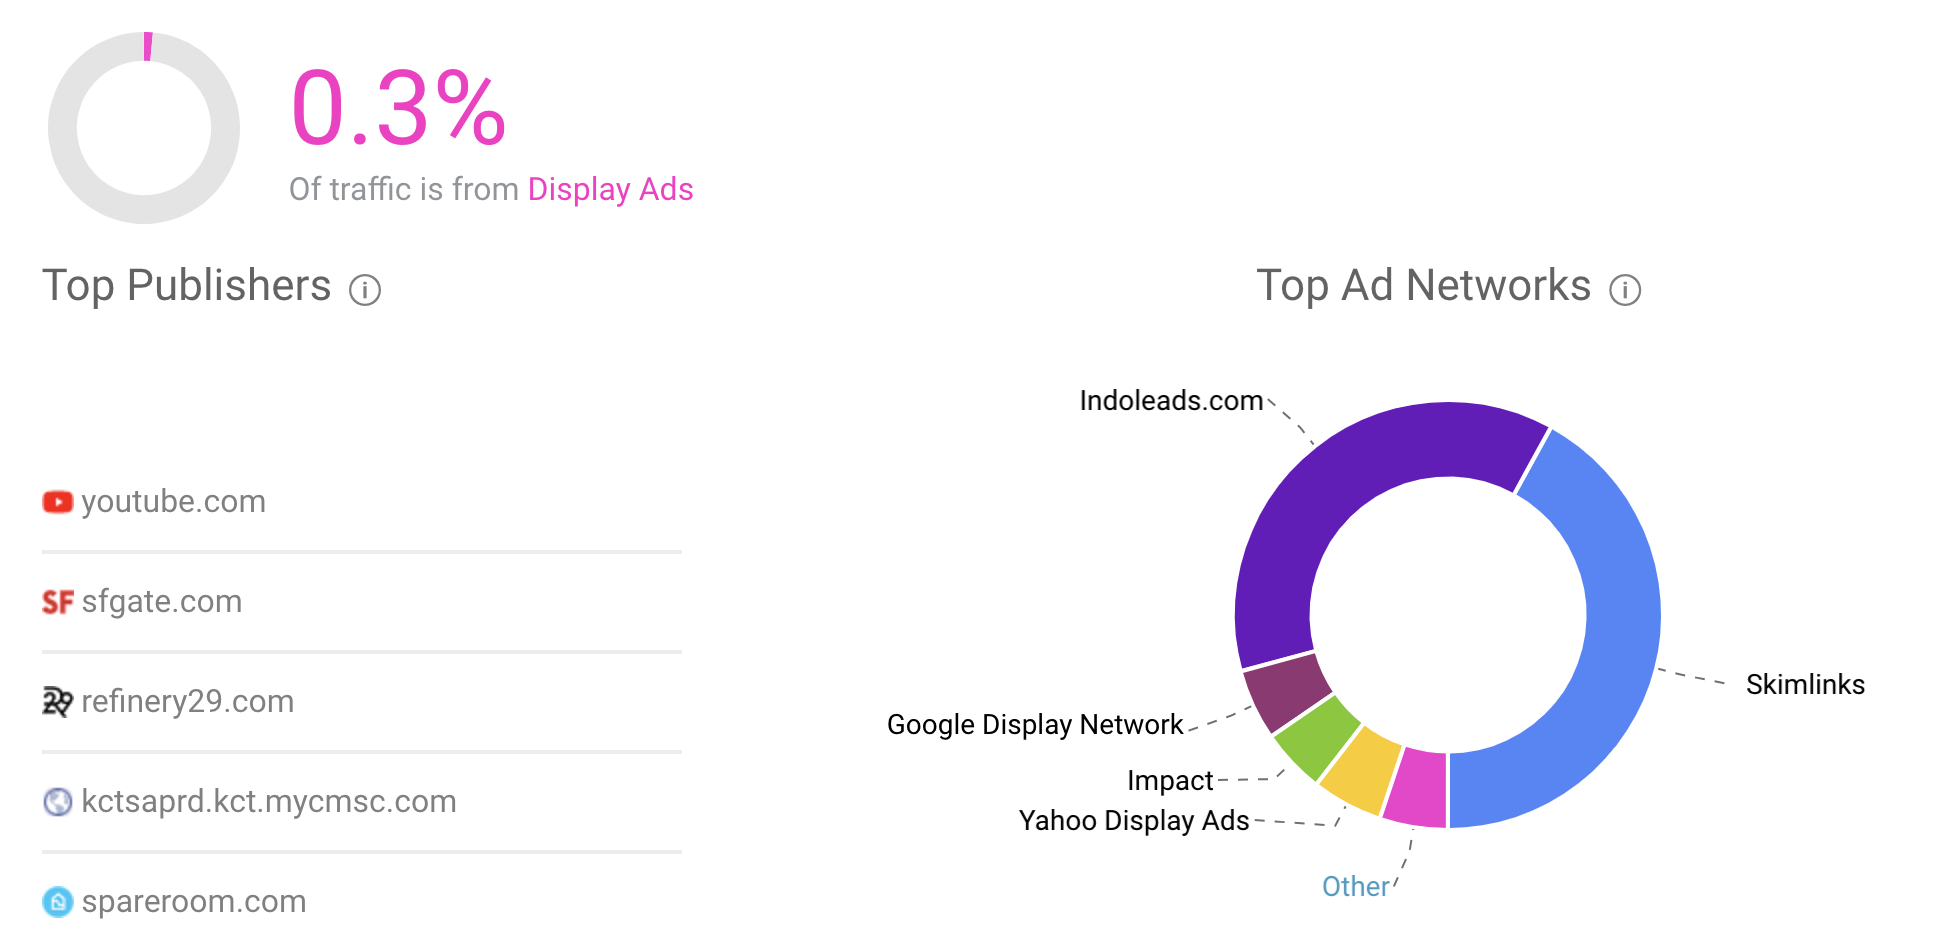 0.3%
Of traffic is from Display Ads
Top Publishers
youtube.com
SF sfgate.com
refinery29.com
kctsaprd.kct.mycmsc.com
spareroom.com
Top Ad Networks
Indoleads.com
Skimlinks
Google Display Network
Impact
Yahoo Display Ads
Other